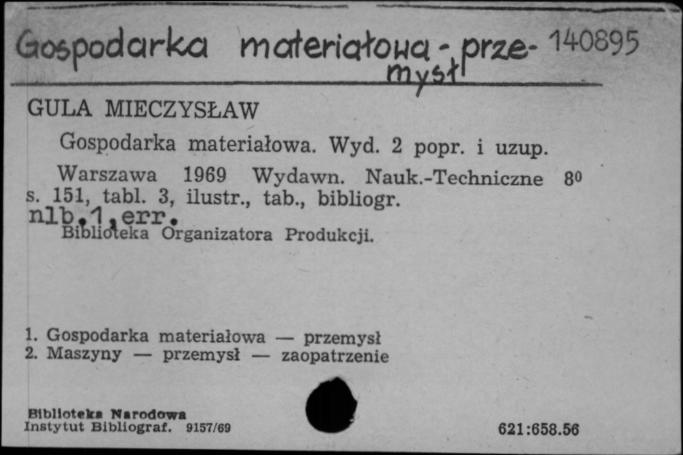 Gospodarka materiałowa - prze- 140895
mysł
GULA MIECZYSŁAW
Gospodarka materiałowa. Wyd. 2 popr. i uzup.
Warszawa 1969 Wydawn. Nauk.-Techniczne 8⁰
s. 151, tabl. 3, ilustr., tab., bibliogr.
nlb.1,err.
Biblioteka Organizatora Produkcji.
1. Gospodarka materiałowa — przemysł
2. Maszyny — przemysł — zaopatrzenie
Biblioteka Narodowa
Instytut Bibliograf. 9157/69
621:658.56